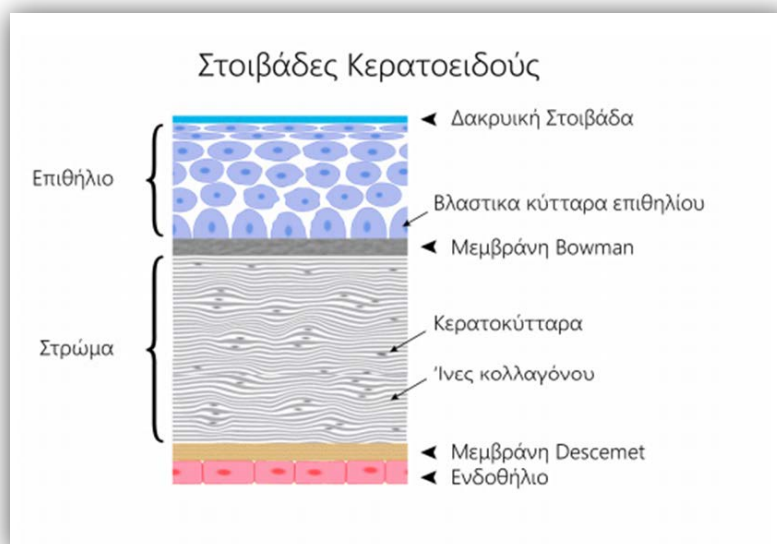 Στοιβάδες Κερατοειδούς
Δακρυική Στοιβάδα
Επιθήλιο
Βλαστικα κύτταρα επιθηλίου
Μεμβράνη Bowman
Κερατοκύτταρα
Στρώμα
Ίνες κολλαγόνου
Μεμβράνη Descemet
Ενδοθήλιο